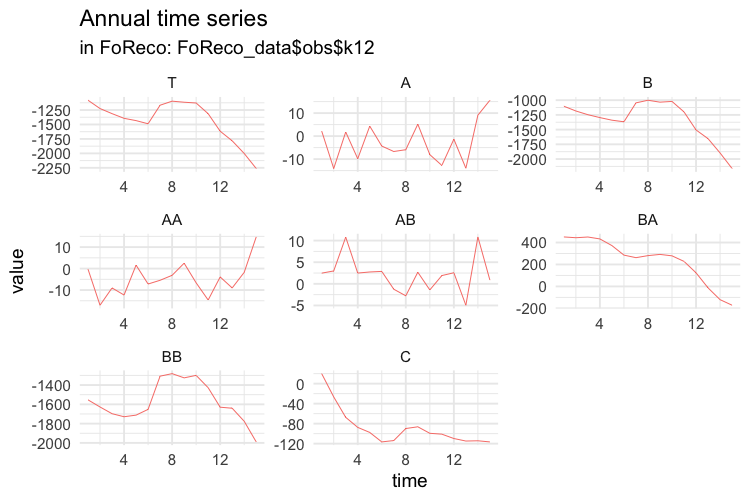 Annual time series
in FoReco: FoReco_data$obs$k12
T
-1250
-1500
-1750
-2000
-2250
4 8 12
A
10
0
-10
4 8 12
B
-1000
-1250
-1500
-1750
-2000
4 8 12
AA
10
0
-10
4 8 12
AB
10
5
0
-5
4 8 12
BA
400
200
0
-200
4 8 12
BB
-1400
-1600
-1800
-2000
4 8 12
C
0
-40
-80
-120
4 8 12
value
time